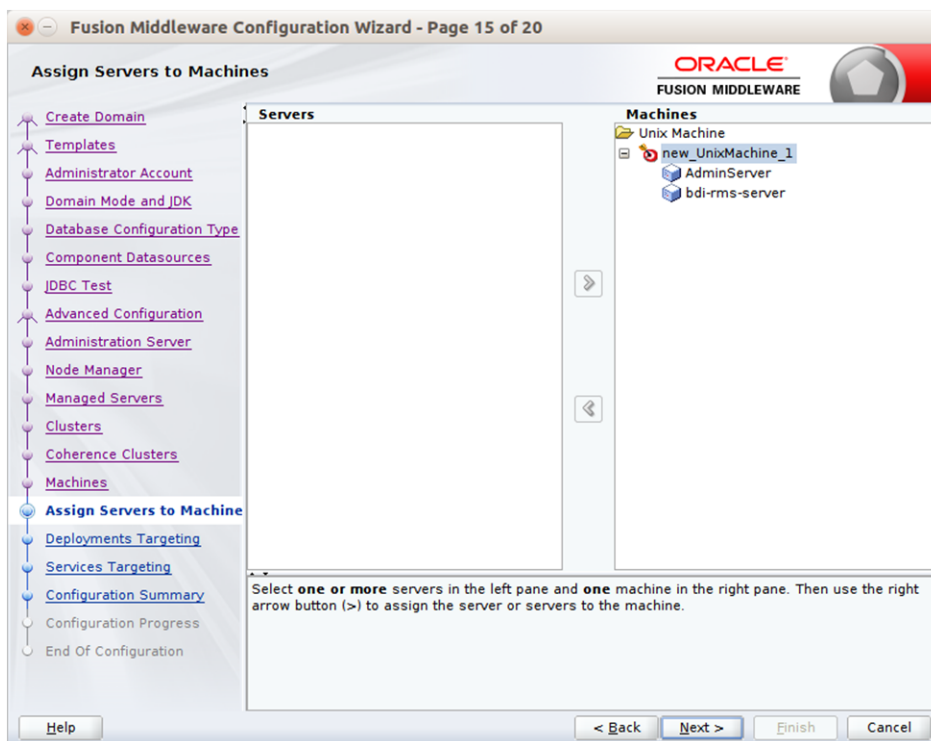 Fusion Middleware Configuration Wizard - Page 15 of 20
Assign Servers to Machines
ORACLE
FUSION MIDDLEWARE
Create Domain
Templates
Administrator Account
Domain Mode and JDK
Database Configuration Type
Component Datasources
JDBC Test
Advanced Configuration
Administration Server
Node Manager
Managed Servers
Clusters
Coherence Clusters
Machines
Assign Servers to Machine
Deployments Targeting
Services Targeting
Configuration Summary
Configuration Progress
End Of Configuration
Servers
Machines
Unix Machine
new_UnixMachine_1
AdminServer
bdi-rms-server
Select one or more servers in the left pane and one machine in the right pane. Then use the right
arrow button (>) to assign the server or servers to the machine.
Help
< Back
Next >
Finish
Cancel